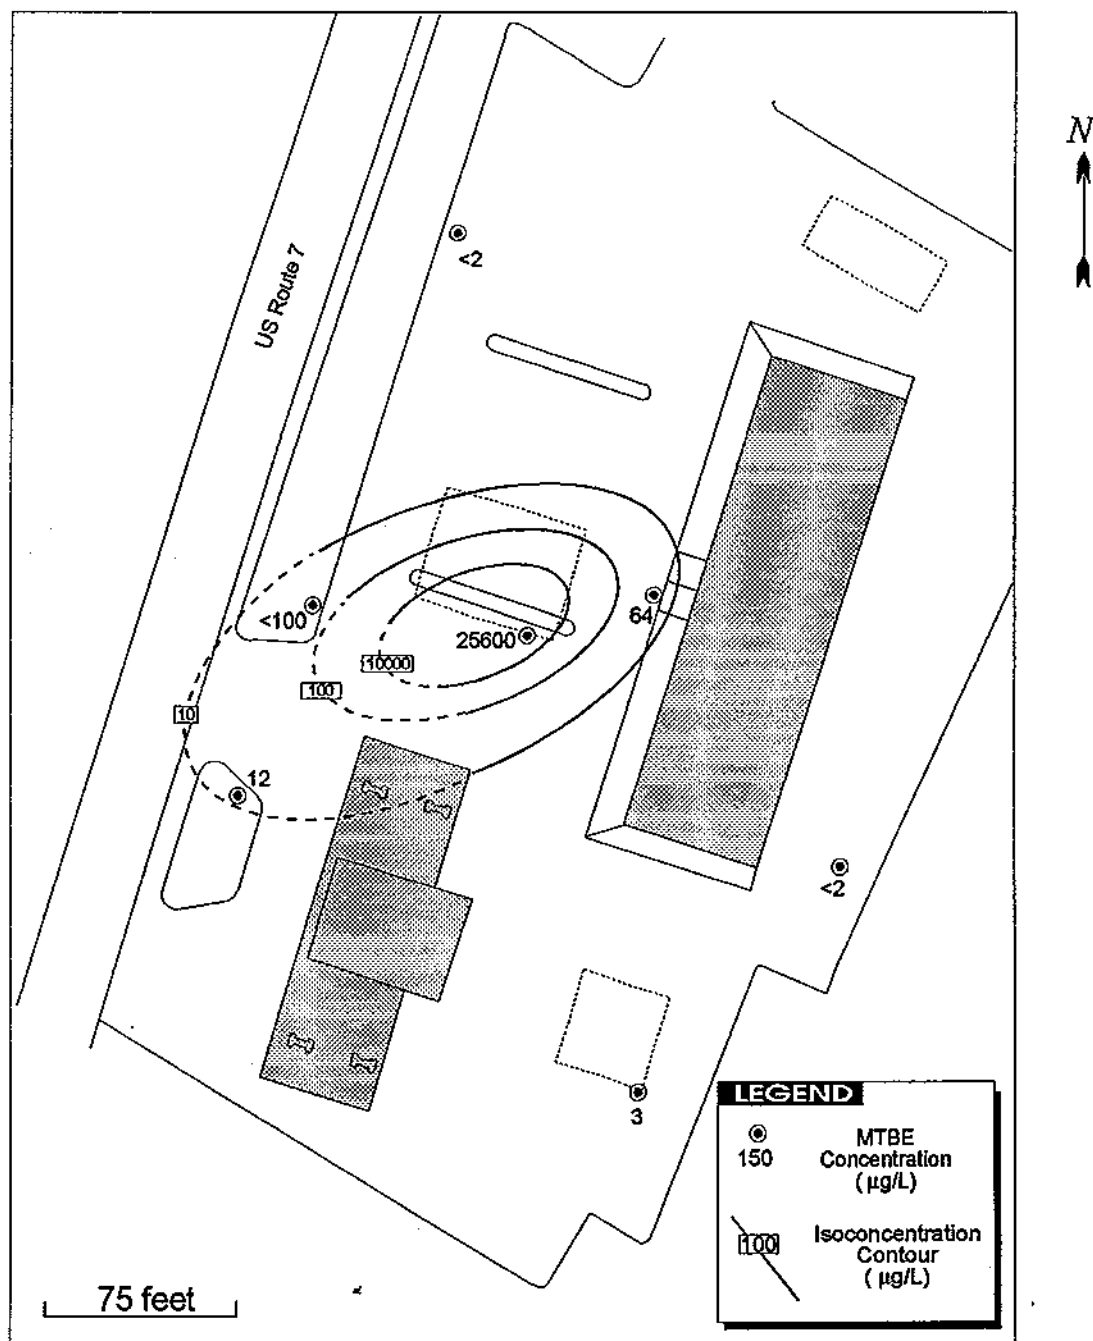 N
<2
US Route 7
<100
25600
64
10000
100
10
12
<2
3
LEGEND
150
MTBE
Concentration
( µg/L)
100
Isoconcentration
Contour
( µg/L)
75 feet